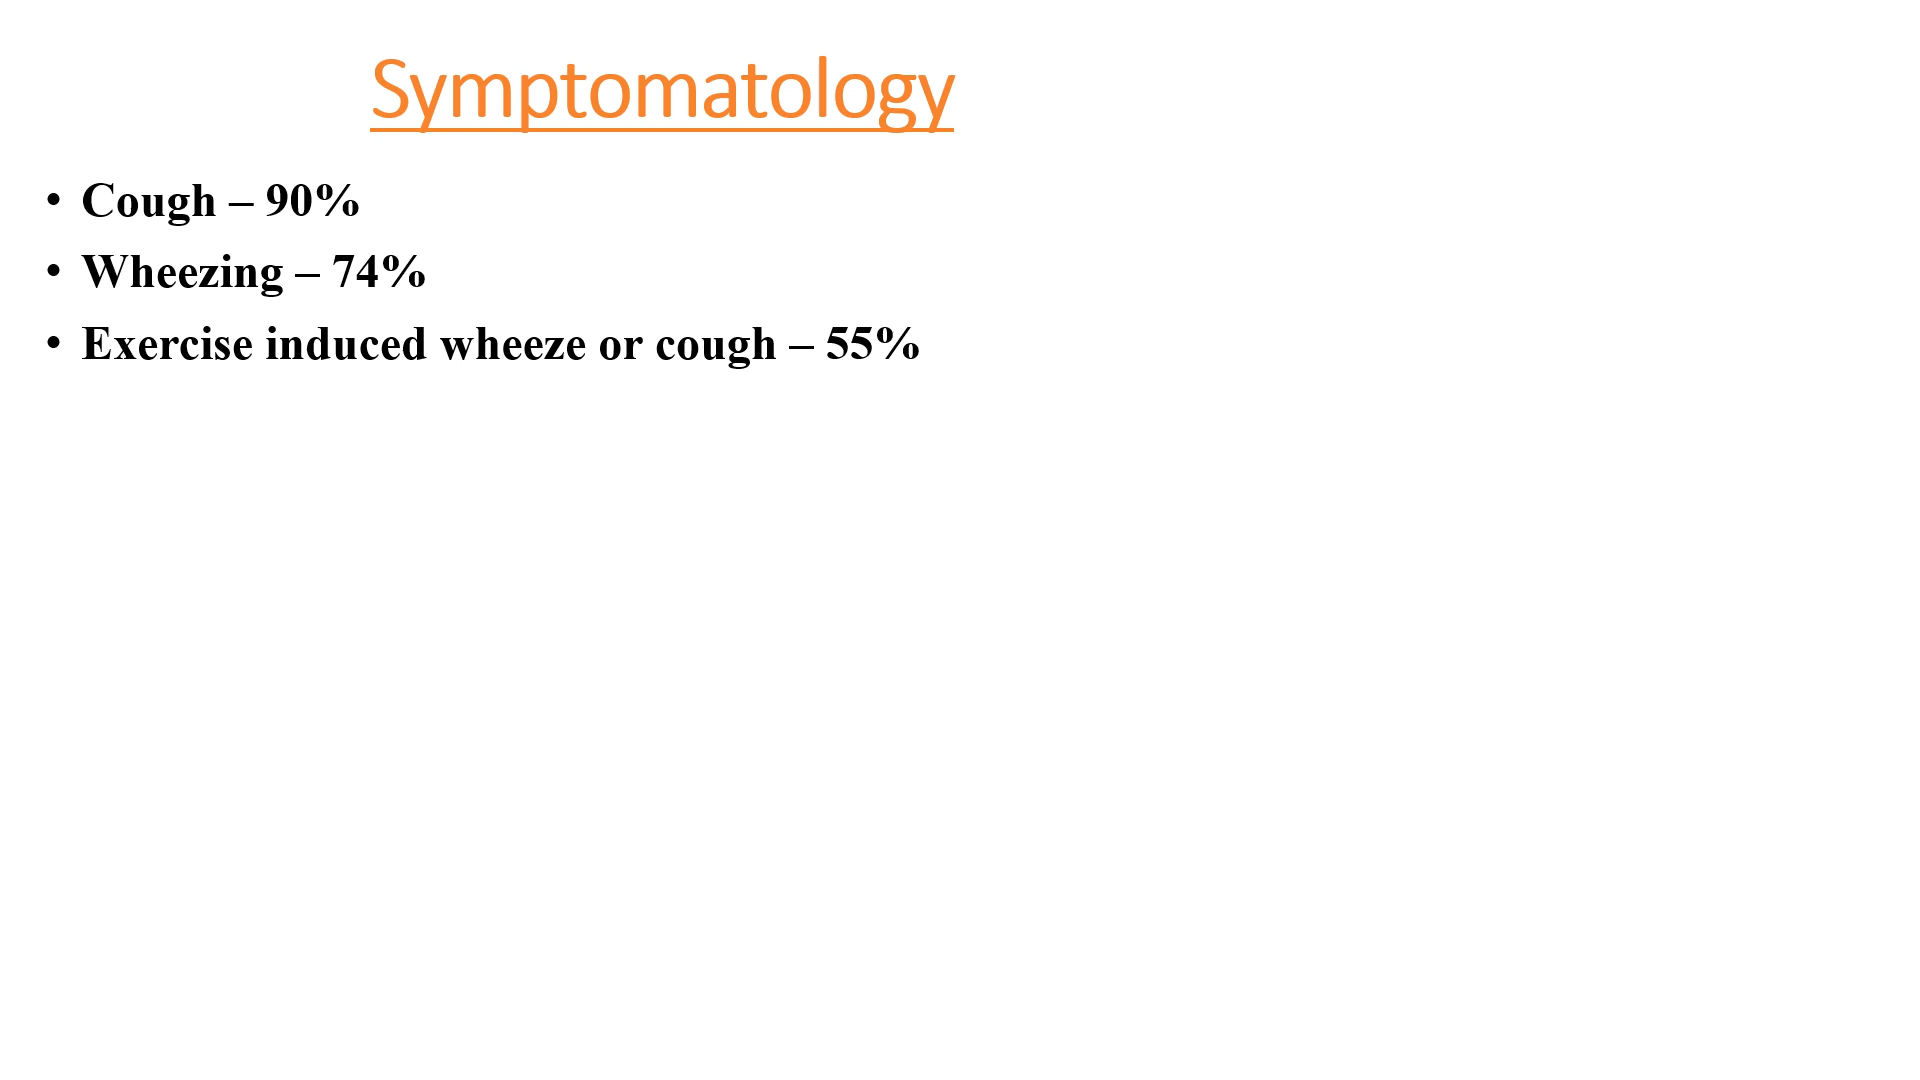 Symptomatology
• Cough – 90%
• Wheezing – 74%
• Exercise induced wheeze or cough – 55%